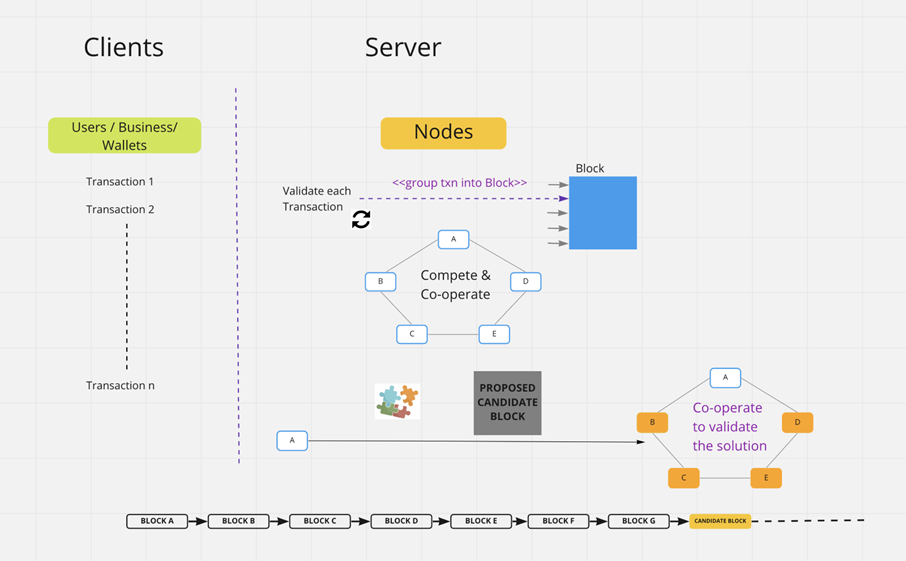 Clients
Server
Users / Business/
Wallets
Nodes
Transaction 1
Transaction 2
Transaction n
Validate each
Transaction
<<group txn into Block>>
Block
A
B
D
C
E
Compete &
Co-operate
PROPOSED
CANDIDATE
BLOCK
A
A
B
D
C
E
Co-operate
to validate
the solution
BLOCK A
BLOCK B
BLOCK C
BLOCK D
BLOCK E
BLOCK F
BLOCK G
CANDIDATE BLOCK